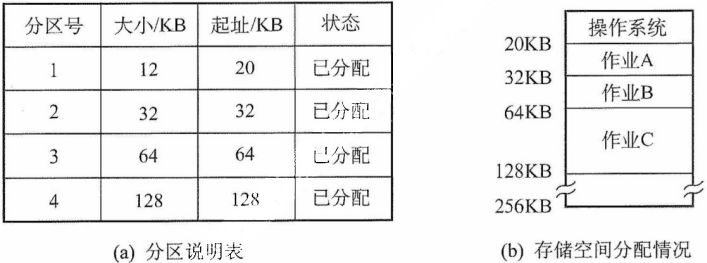 分区号 大小/KB 起址/KB 状态
1 12 20 已分配
2 32 32 已分配
3 64 64 已分配
4 128 128 已分配
(a) 分区说明表
操作系统
20KB
作业A
32KB
作业B
64KB
作业C
128KB
256KB
(b) 存储空间分配情况